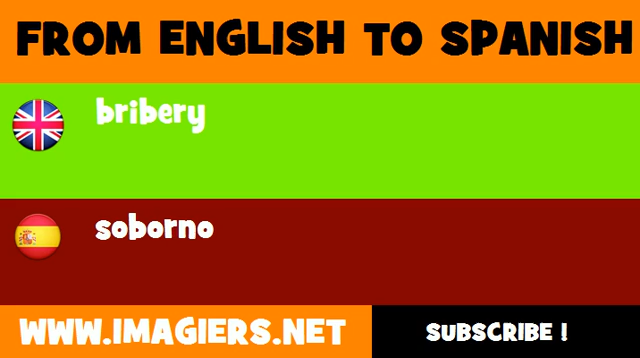 FROM ENGLISH TO SPANISH
bribery
soborno
WWW.IMAGIERS.NET
SUBSCRIBE !